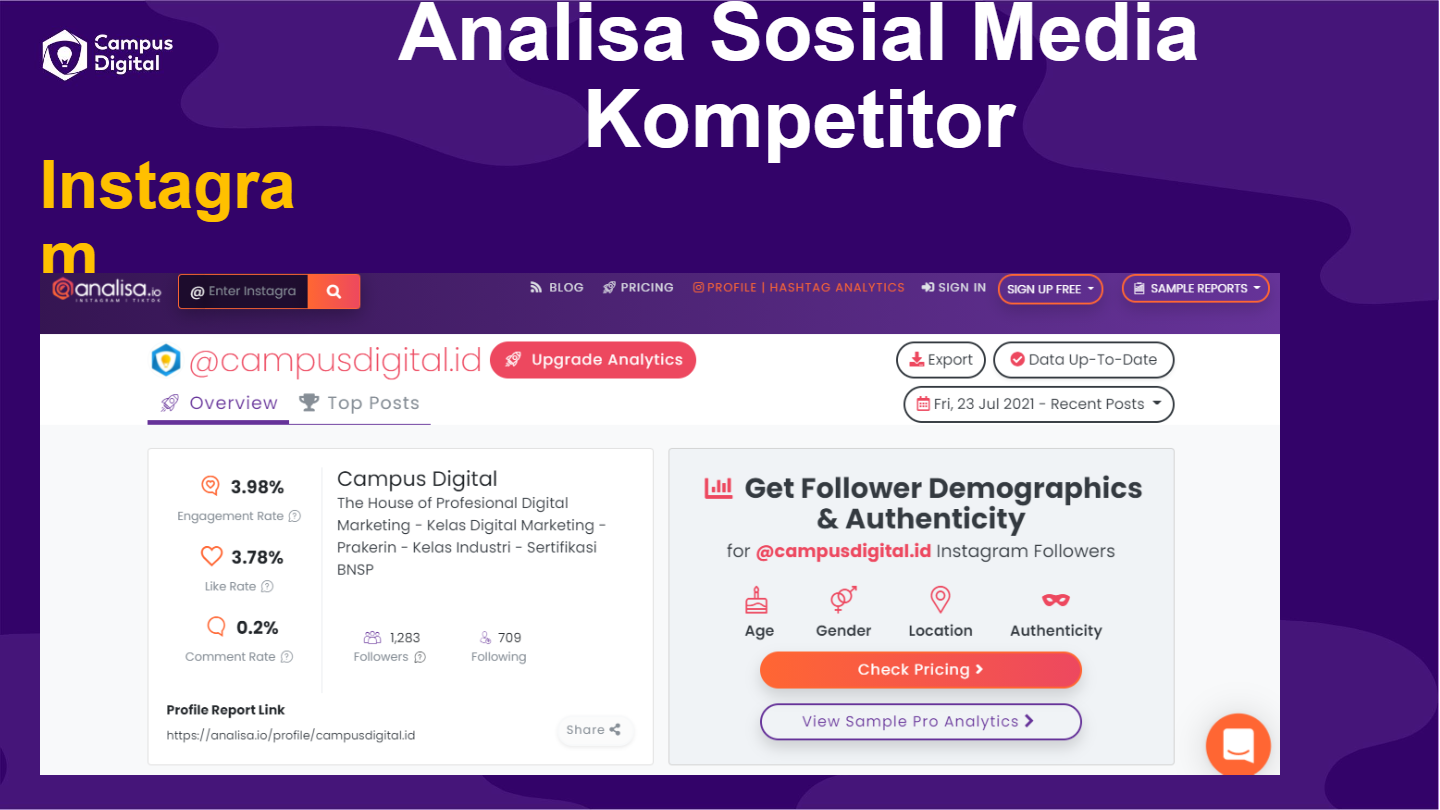 Campus
Digital
Analisa Sosial Media
Kompetitor
Instagra
m
@analisa.io
INSTAGRAM | TIKTOK
@ Enter Instagra
BLOG
PRICING
PROFILE | HASHTAG ANALYTICS
SIGN IN
SIGN UP FREE
SAMPLE REPORTS
@campusdigital.id
Upgrade Analytics
Export
Data Up-To-Date
Overview
Top Posts
Fri, 23 Jul 2021 - Recent Posts
3.98%
Engagement Rate
3.78%
Like Rate
0.2%
Comment Rate
Campus Digital
The House of Profesional Digital
Marketing - Kelas Digital Marketing -
Prakerin - Kelas Industri - Sertifikasi
BNSP
1,283
Followers
709
Following
Profile Report Link
https://analisa.io/profile/campusdigital.id
Share
Get Follower Demographics
& Authenticity
for @campusdigital.id Instagram Followers
Age
Gender
Location
Authenticity
Check Pricing
View Sample Pro Analytics